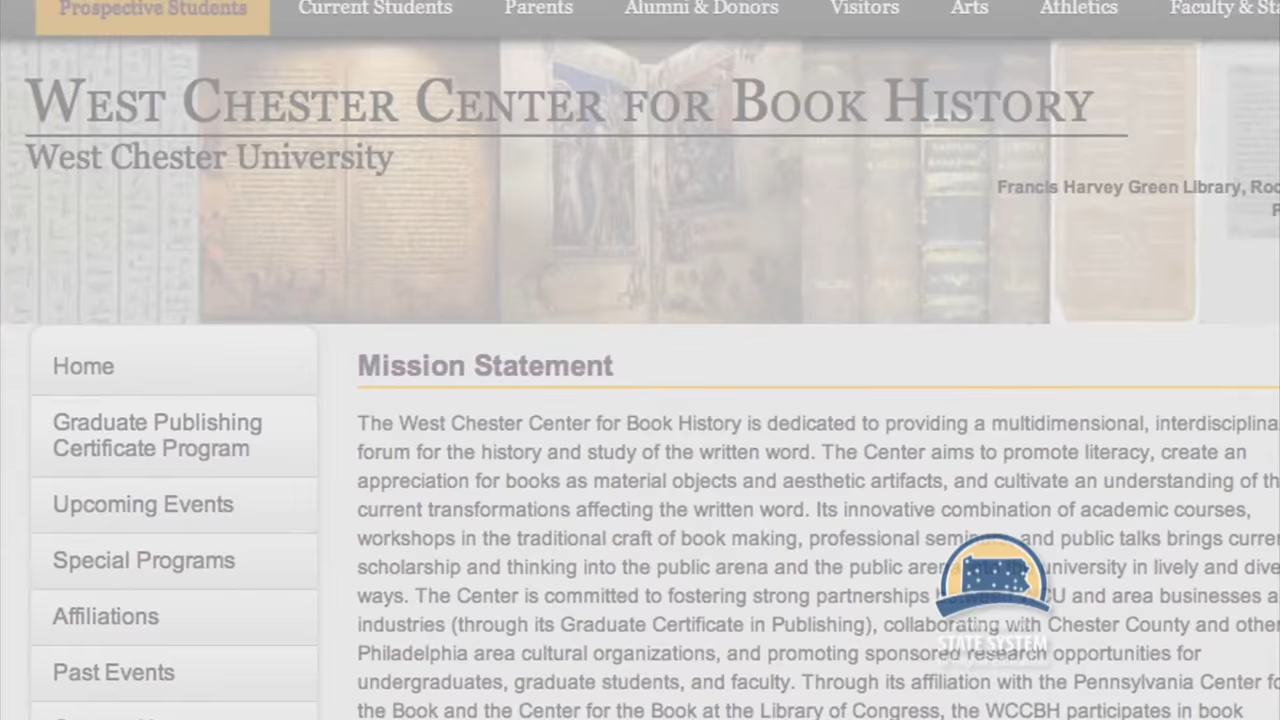 Prospective Students Current Students Parents Alumni & Donors Visitors Arts Athletics Faculty &
WEST CHESTER CENTER FOR BOOK HISTORY
West Chester University
Francis Harvey Green Library,
Home
Graduate Publishing
Certificate Program
Upcoming Events
Special Programs
Affiliations
Past Events
Mission Statement
The West Chester Center for Book History is dedicated to providing a multidimensional,
forum for the history and study of the written word. The Center aims to promote literacy, create an
appreciation for books as material objects and aesthetic artifacts, and cultivate an understanding of
current transformations affecting the written word. Its innovative combination of academic courses,
workshops in the traditional craft of book making, professional and public talks brings
scholarship and thinking into the public arena and the public university in lively and
ways. The Center is committed to fostering strong partnerships and area businesses
industries (through its Graduate Certificate in Publishing), collaborating with Chester County and other
Philadelphia area cultural organizations, and promoting sponsored research opportunities for
undergraduates, graduate students, and faculty. Through its affiliation with the Pennsylvania Center
the Book and the Center for the Book at the Library of Congress, the WCCBH participates in book
STATE SYSTEM